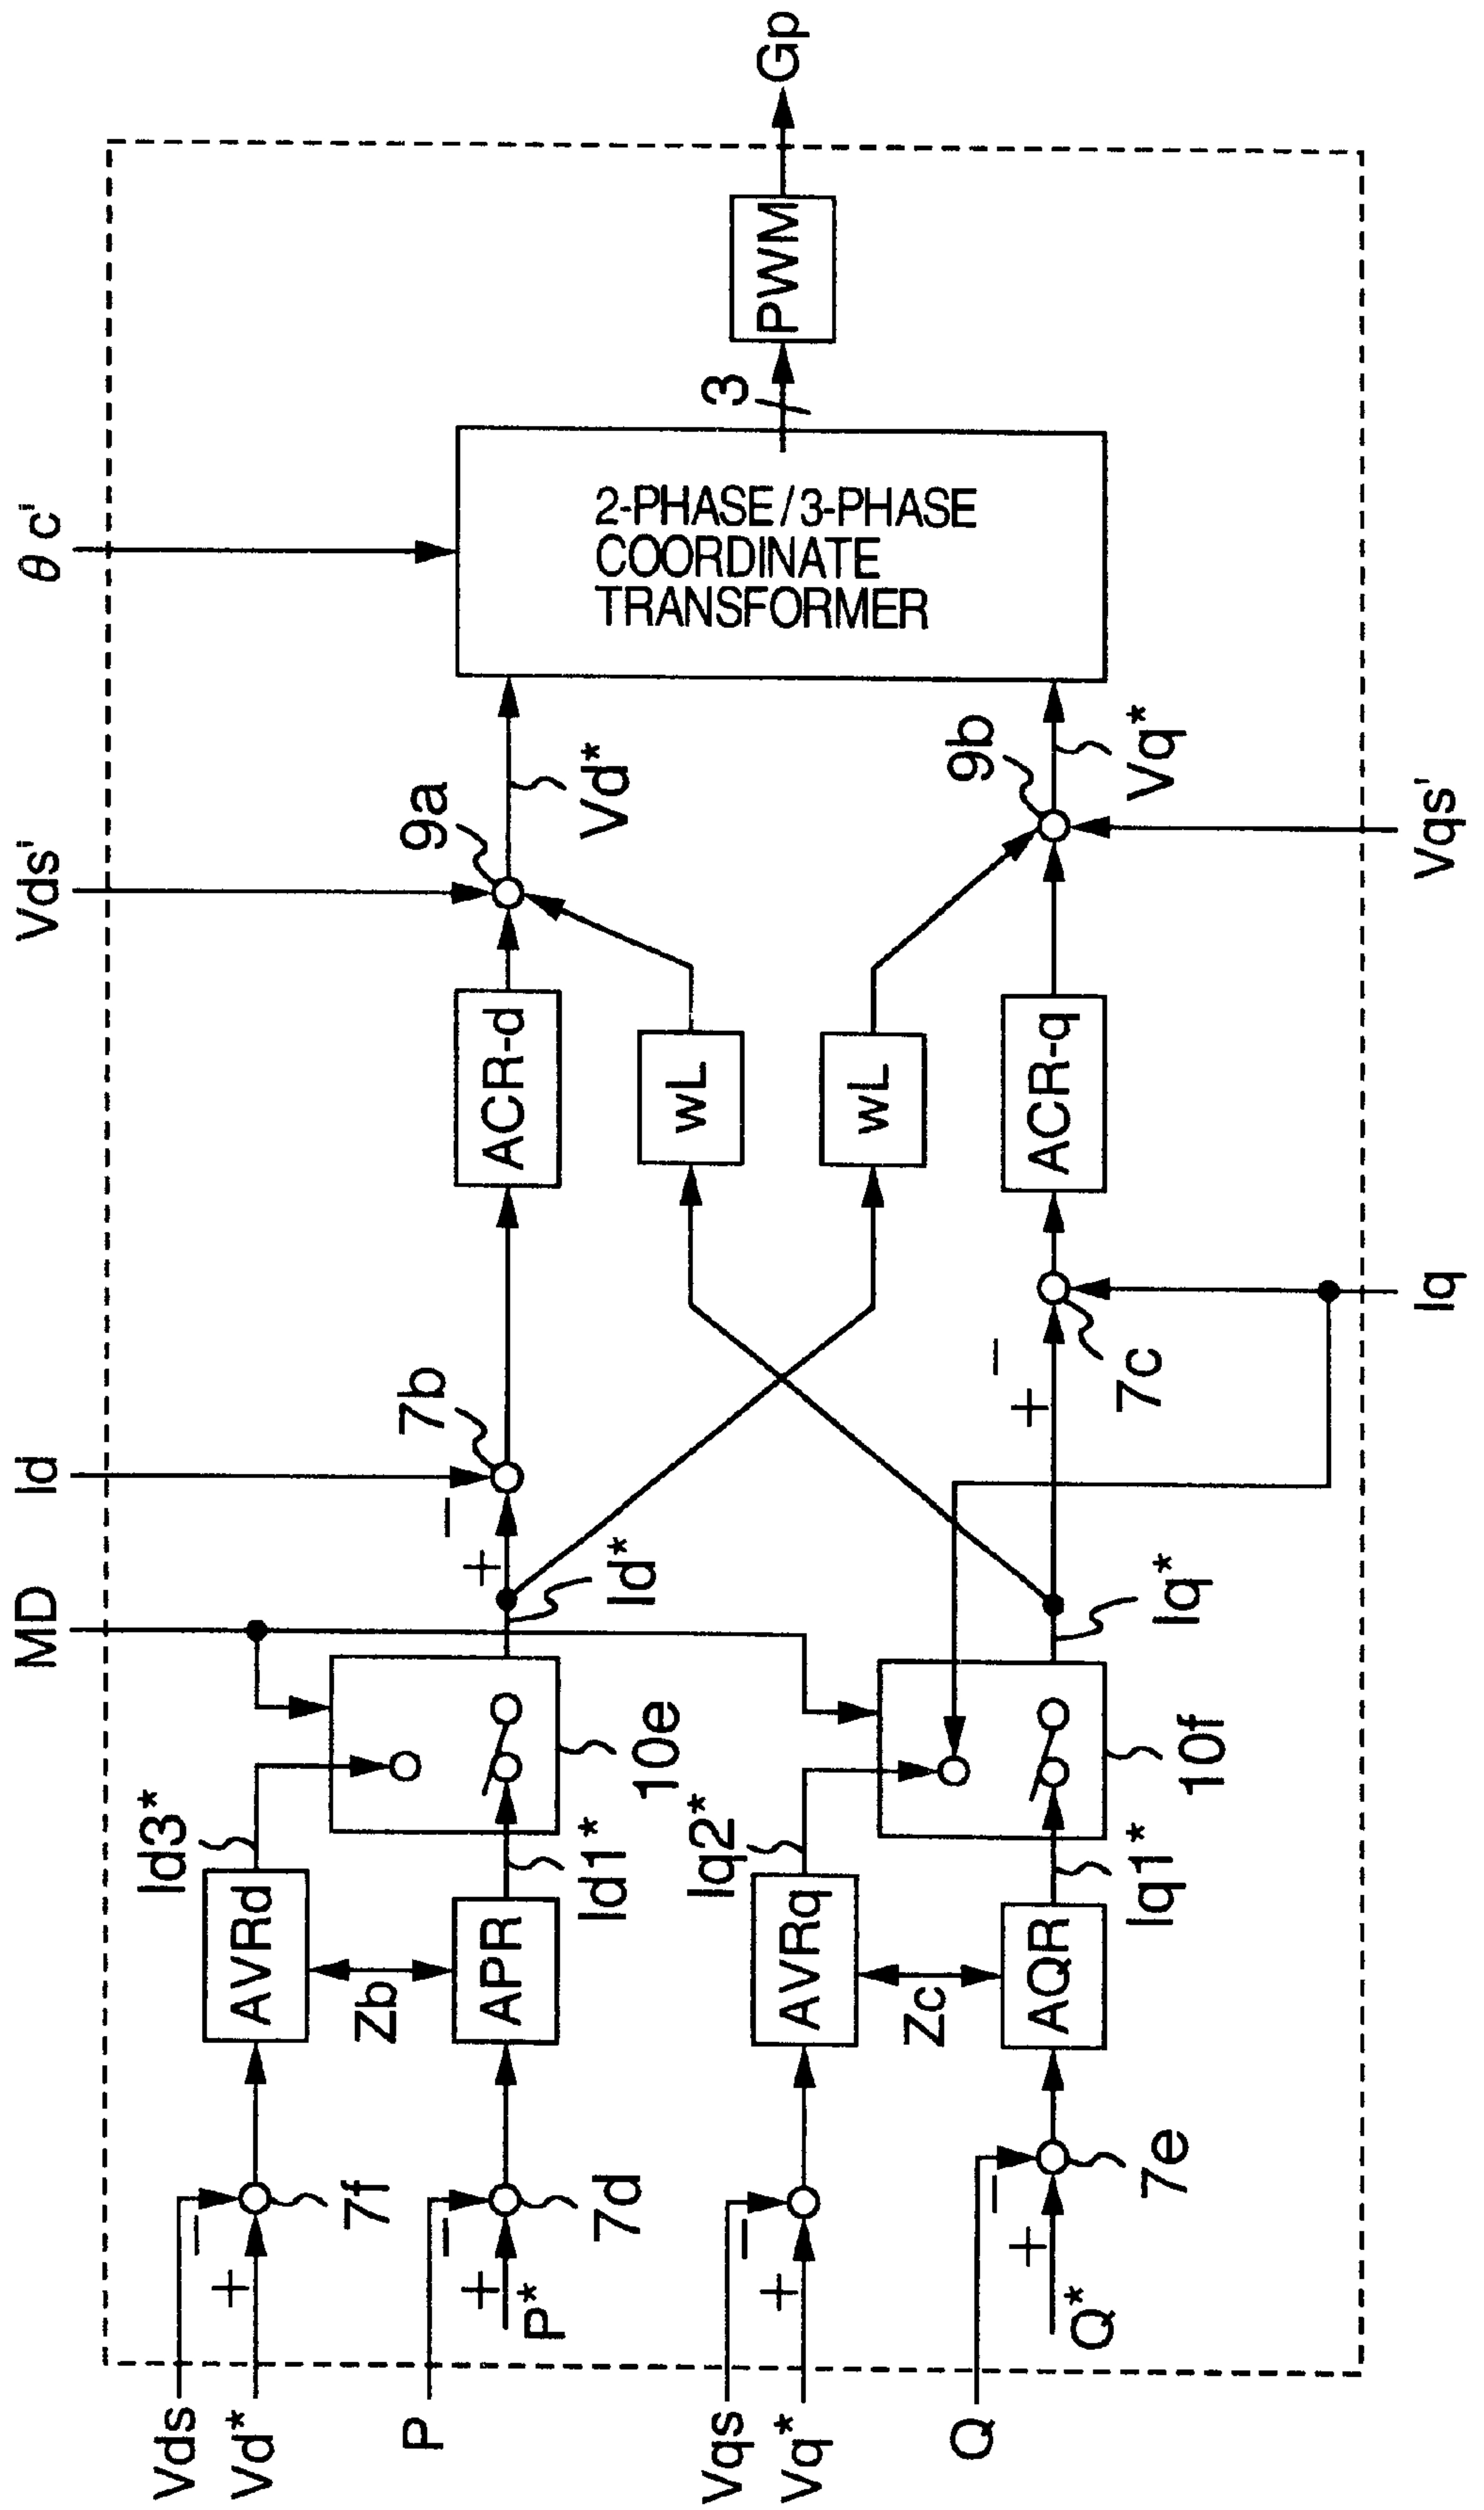 MD
Id
Vds'
θc'
Vds
Vd*
−
+
7f
AVRd
Id3*
Zb
P
−
+
P*
7d
APR
Id1*
10e
Id*
+
−
7b
ACR-d
9a
Vd*
wL
wL
2-PHASE/3-PHASE
COORDINATE
TRANSFORMER
3
PWM
Gp
Vqs
Vq*
−
+
AVRq
Iq2*
Zc
Q
−
+
Q*
7e
AQR
Iq1*
10f
Iq*
+
−
7c
ACR-q
9b
Vq*
Iq
Vqs'